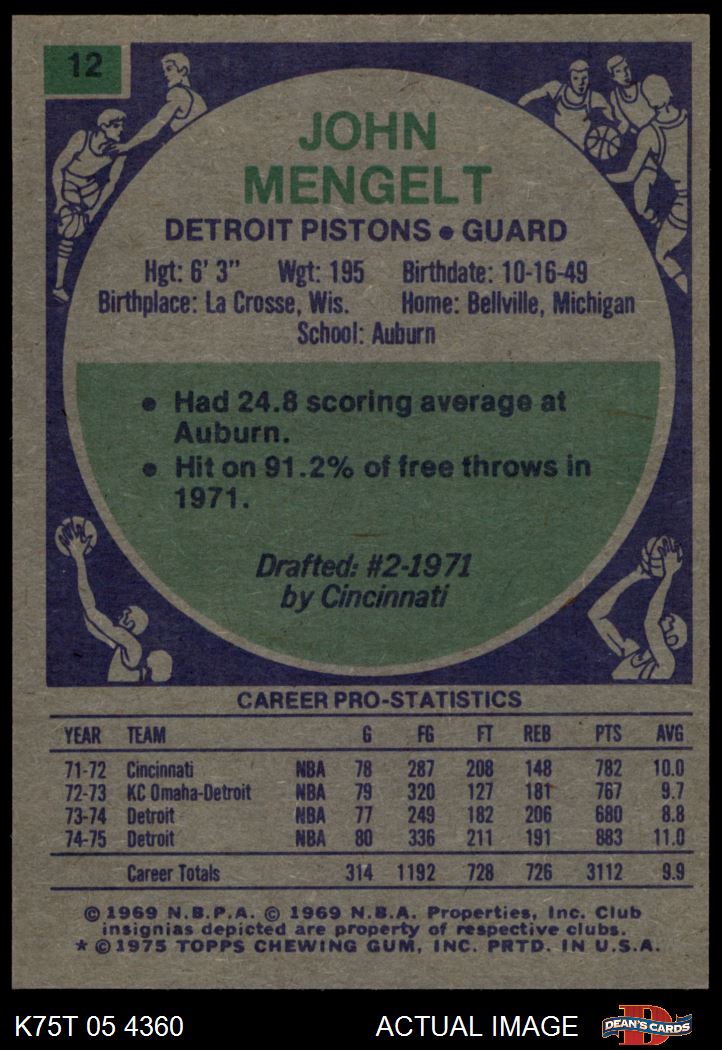 12
JOHN
MENGELT
DETROIT PISTONS • GUARD
Hgt: 6' 3" Wgt: 195 Birthdate: 10-16-49
Birthplace: La Crosse, Wis. Home: Bellville, Michigan
School: Auburn
• Had 24.8 scoring average at
Auburn.
• Hit on 91.2% of free throws in
1971.
Drafted: #2-1971
by Cincinnati
CAREER PRO-STATISTICS
YEAR TEAM G FG FT REB PTS AVG
71-72 Cincinnati NBA 78 287 208 148 782 10.0
72-73 KC Omaha-Detroit NBA 79 320 127 181 767 9.7
73-74 Detroit NBA 77 249 182 206 680 8.8
74-75 Detroit NBA 80 336 211 191 883 11.0
Career Totals 314 1192 728 726 3112 9.9
© 1969 N.B.P.A. © 1969 N.B.A. Properties, Inc. Club
insignias depicted are property of respective clubs.
* © 1975 TOPPS CHEWING GUM, INC. PRTD. IN U.S.A.
K75T 05 4360 ACTUAL IMAGE D DEAN'S CARDS